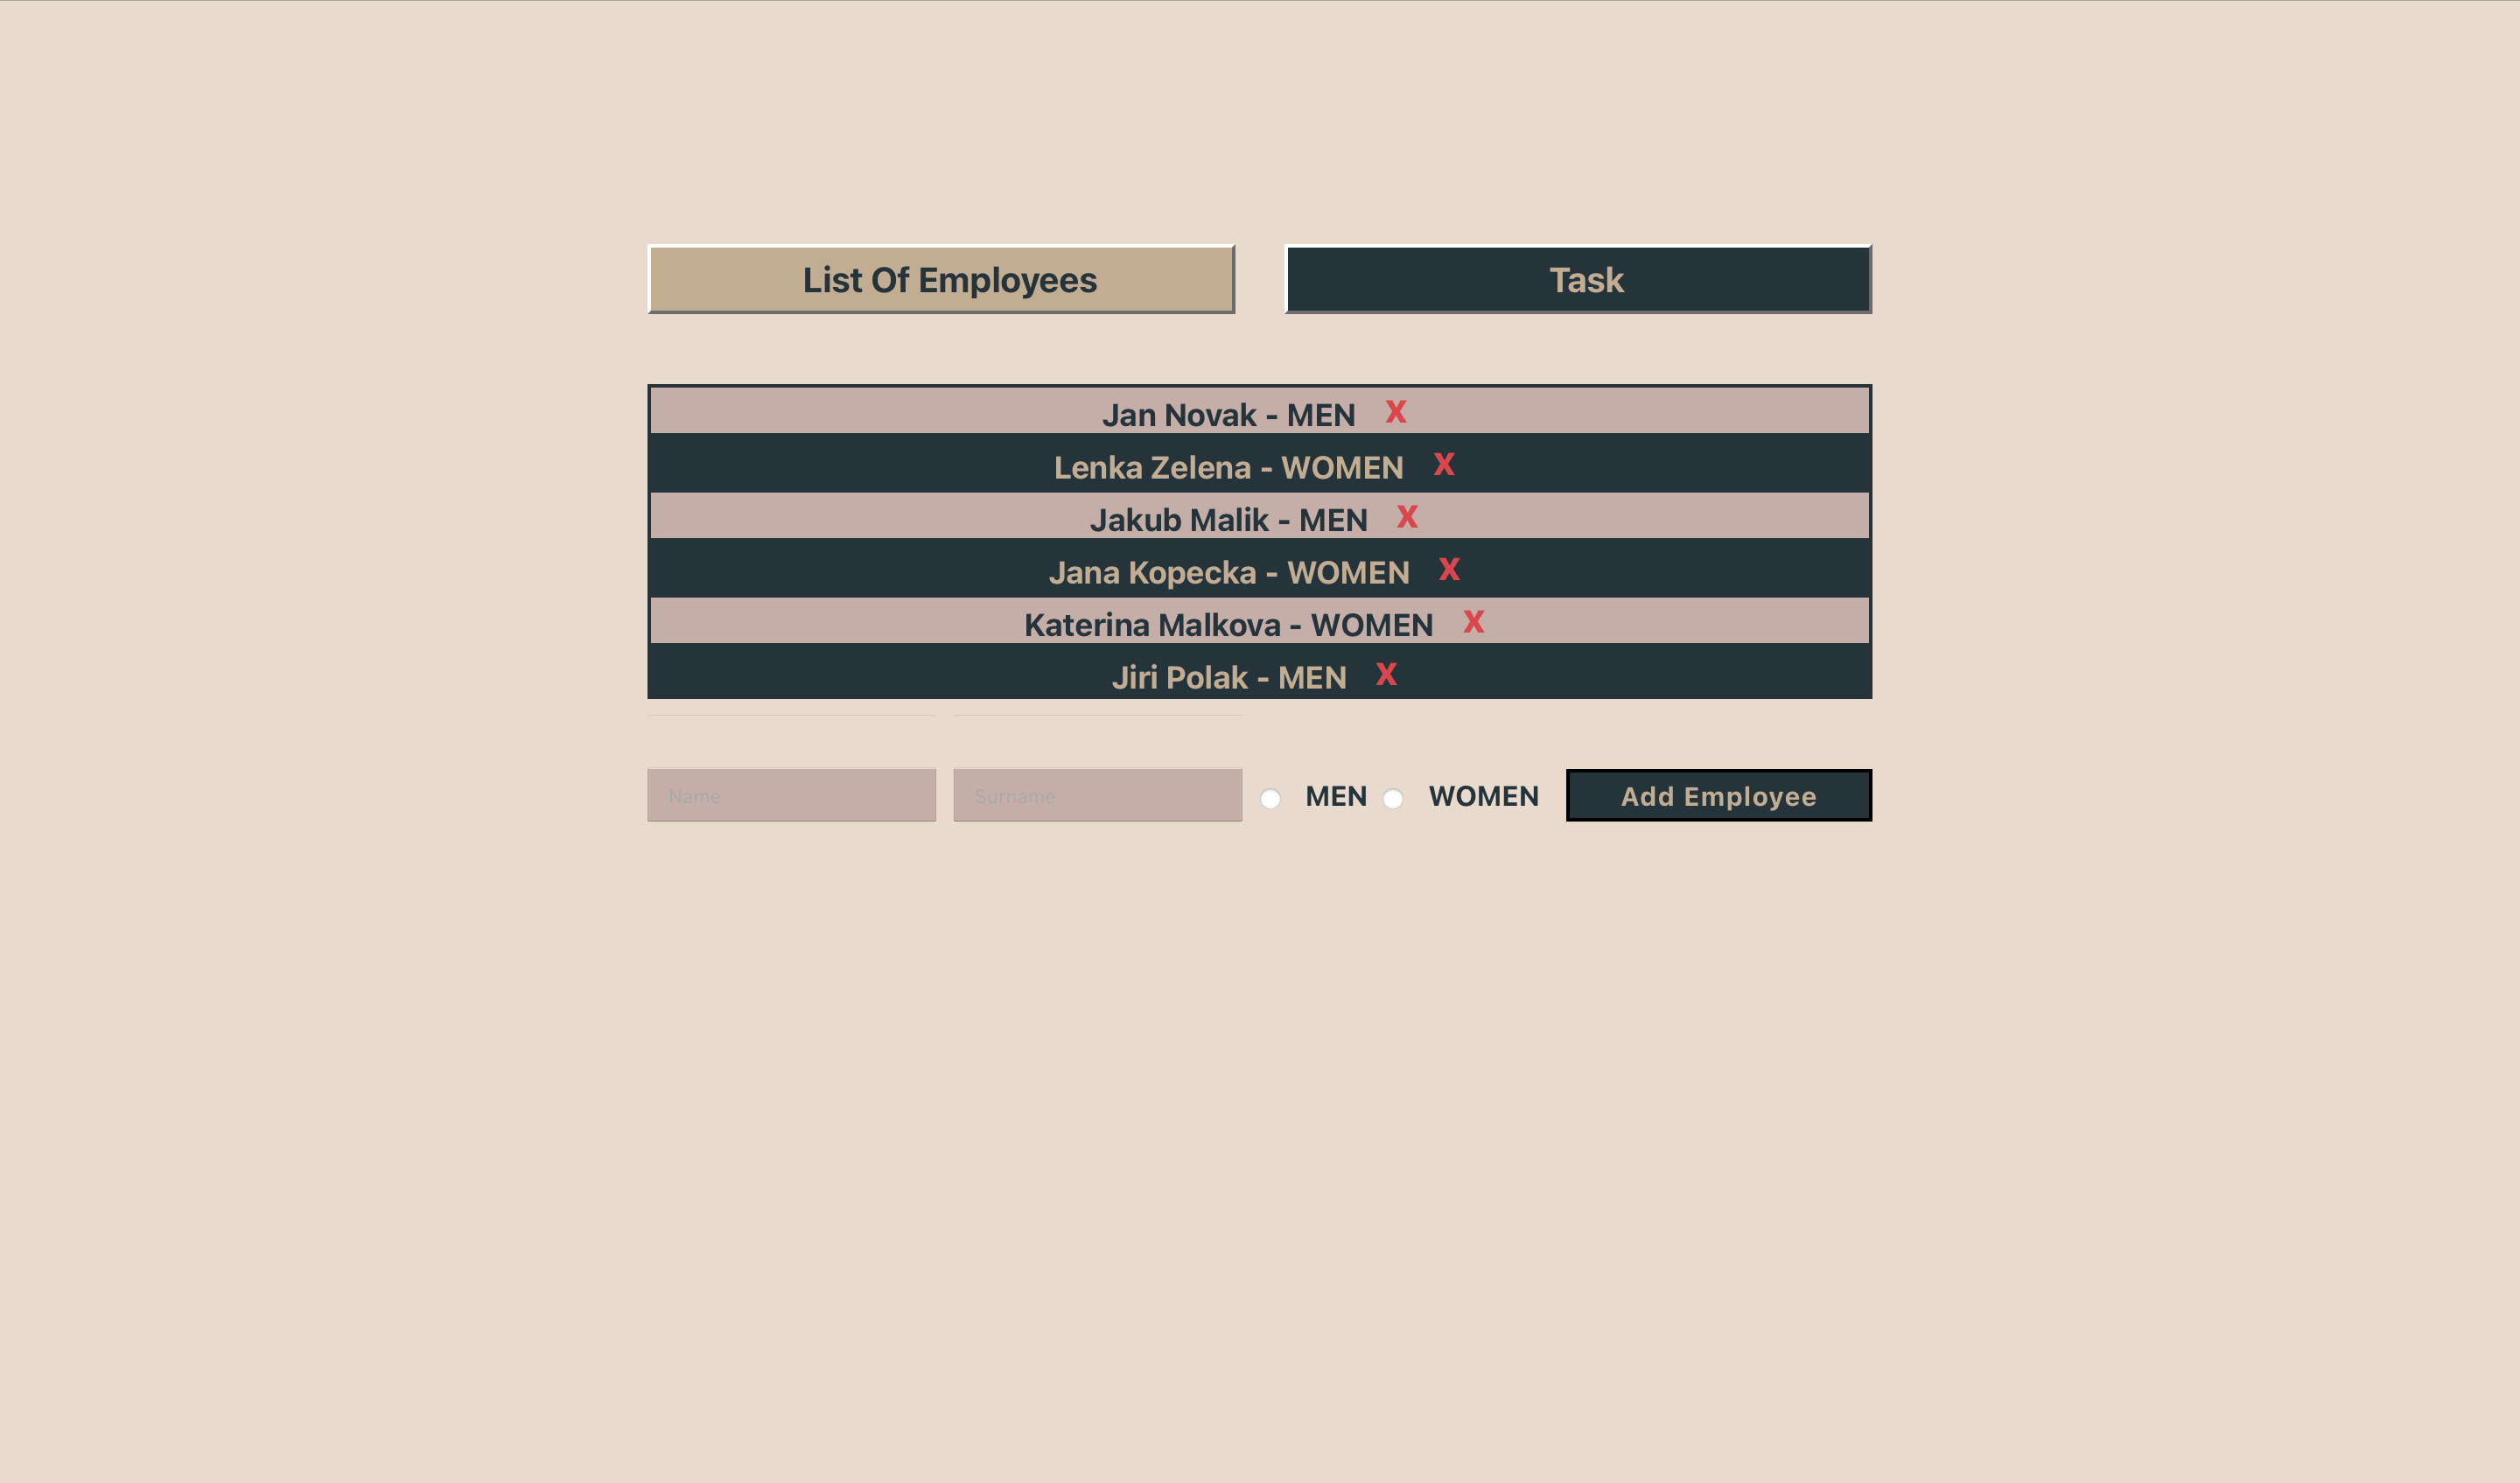 List Of Employees
Task
Jan Novak - MEN X
Lenka Zelena - WOMEN X
Jakub Malik - MEN X
Jana Kopecka - WOMEN X
Katerina Malkova - WOMEN X
Jiri Polak - MEN X
Name
Surname
MEN
WOMEN
Add Employee